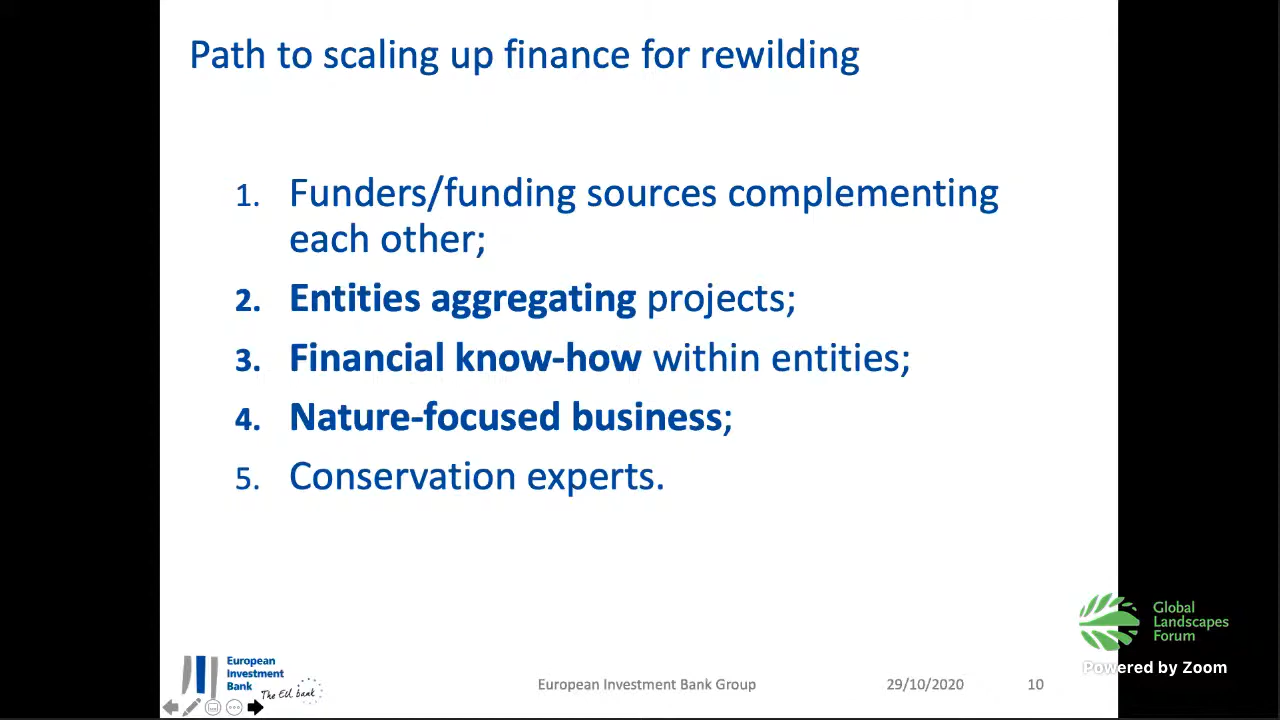 Path to scaling up finance for rewilding
1. Funders/funding sources complementing
each other;
2. Entities aggregating projects;
3. Financial know-how within entities;
4. Nature-focused business;
5. Conservation experts.
European
Investment
Bank
The EU bank
European Investment Bank Group
29/10/2020
10
Global
Landscapes
Forum
Powered by Zoom